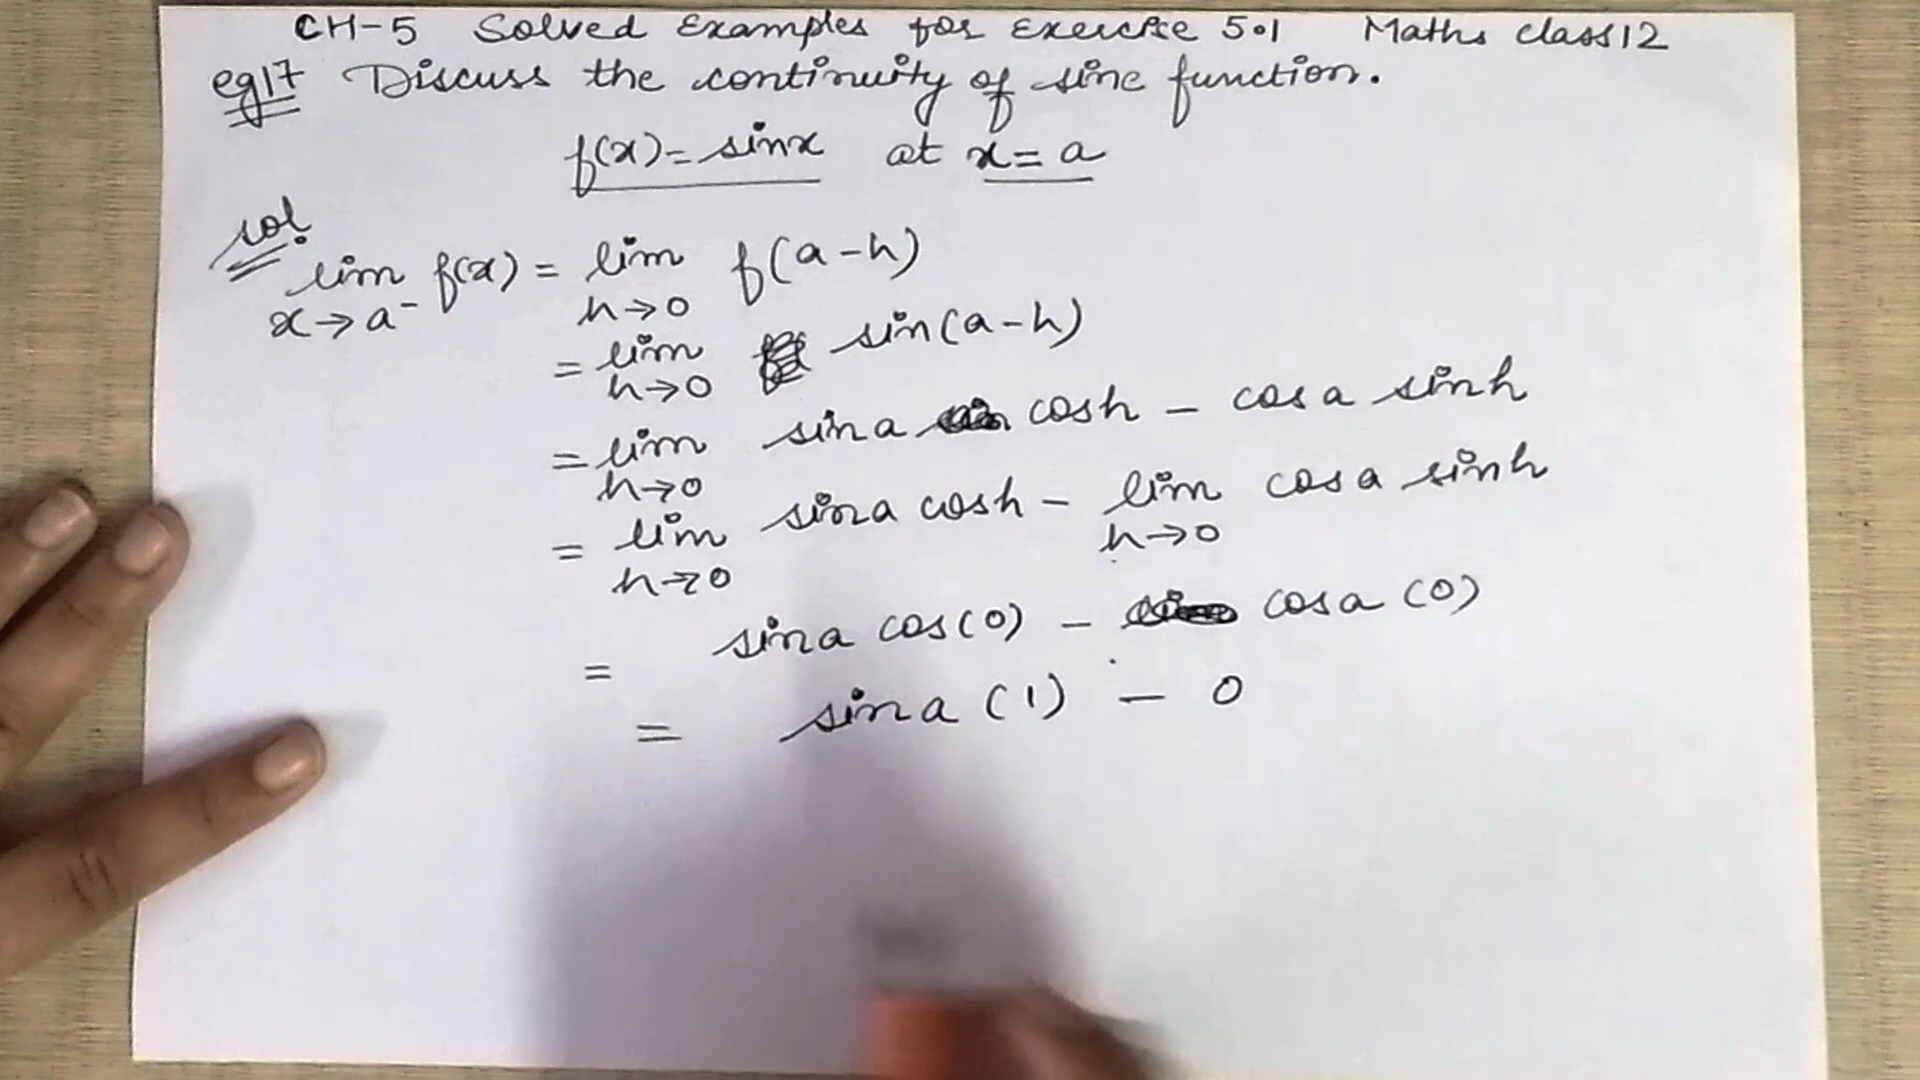 CH-5 Solved Examples for Exercise 5.1 Maths class 12
eg17 Discuss the continuity of sine function.
f(x) = sinx at x = a
sol.
lim f(x) = lim f(a-h)
x→a⁻ h→0
= lim sin(a-h)
h→0
= lim sina cosh - cosa sinh
h→0
= lim sina cosh - lim cosa sinh
h→0 h→0
= sina cos(0) - cosa(0)
= sina(1) - 0